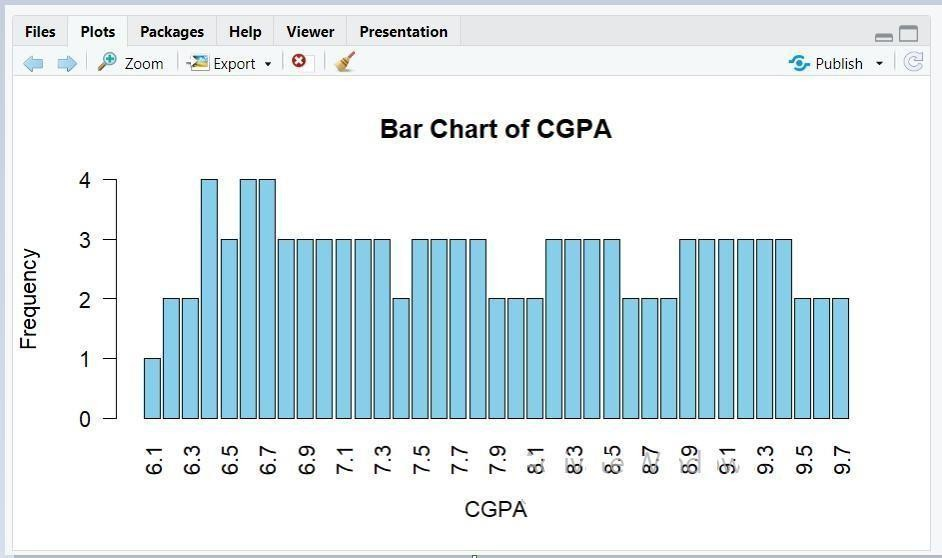 Files Plots Packages Help Viewer Presentation
Zoom Export Publish
Bar Chart of CGPA
4
3
2
1
0
Frequency
6.1 6.3 6.5 6.7 6.9 7.1 7.3 7.5 7.7 7.9 8.1 8.3 8.5 8.7 8.9 9.1 9.3 9.5 9.7
CGPA